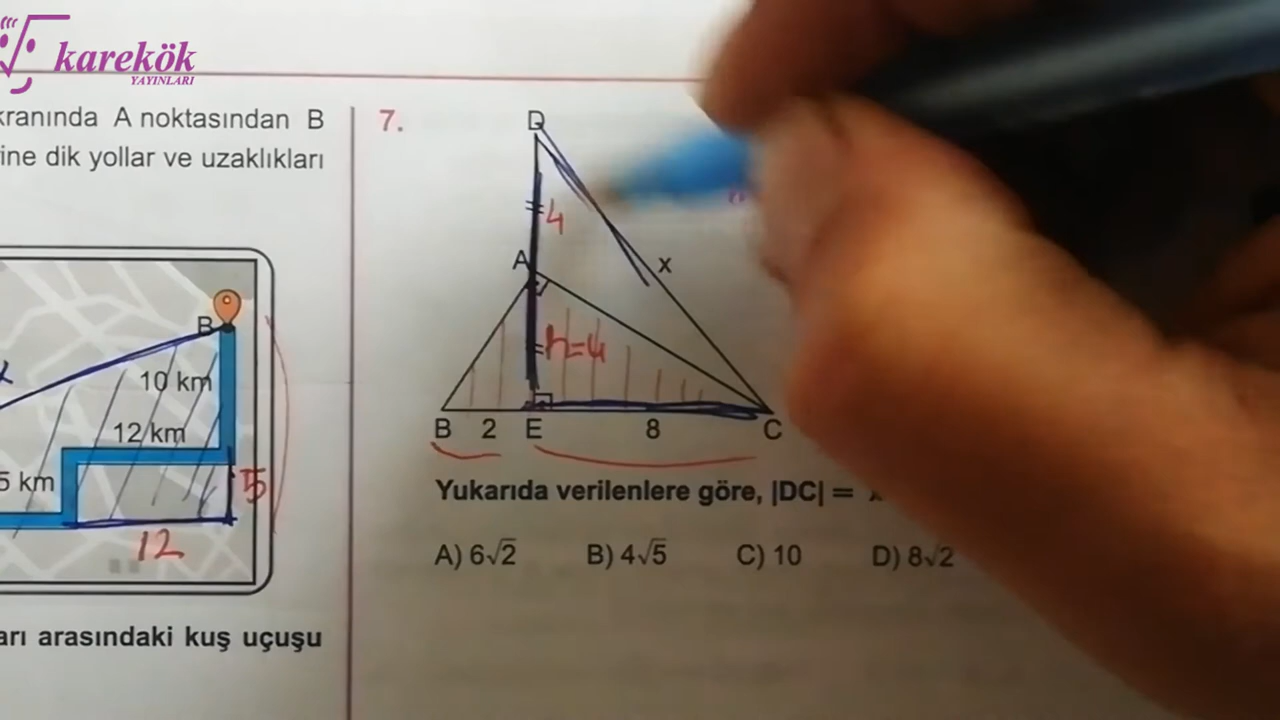 karekök
YAYINLARI
kranında A noktasından B
ine dik yollar ve uzaklıkları
B
10 km
12 km
5 km
5
12
arı arasındaki kuş uçuşu
7.
D
4
A
x
h=4
B 2 E 8 C
Yukarıda verilenlere göre, |DC| =
A) 6√2 B) 4√5 C) 10 D) 8√2